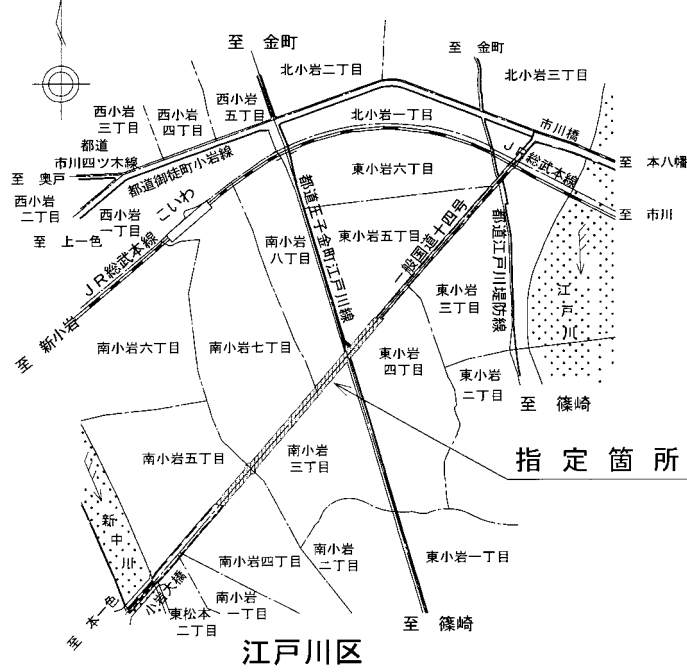 至 金町
至 金町
北小岩二丁目
北小岩三丁目
西小岩
五丁目
西小岩
四丁目
西小岩
三丁目
北小岩一丁目
市川橋
都道
市川四ツ木線
都道御徒町小岩線
JR総武本線
至 本八幡
至 奥戸
東小岩六丁目
西小岩
二丁目
西小岩
一丁目
こいわ
至 市川
至 上一色
都道王子金町江戸川線
東小岩五丁目
一般国道十四号
都道江戸川堤防線
JR総武本線
南小岩
八丁目
江戸川
東小岩
三丁目
至 新小岩
南小岩六丁目
南小岩七丁目
東小岩
四丁目
東小岩
二丁目
至 篠崎
指定箇所
南小岩五丁目
南小岩
三丁目
新中川
南小岩四丁目
南小岩
二丁目
東小岩一丁目
小岩大橋
南小岩
一丁目
東松本
二丁目
至 本一色
至 篠崎
江戸川区